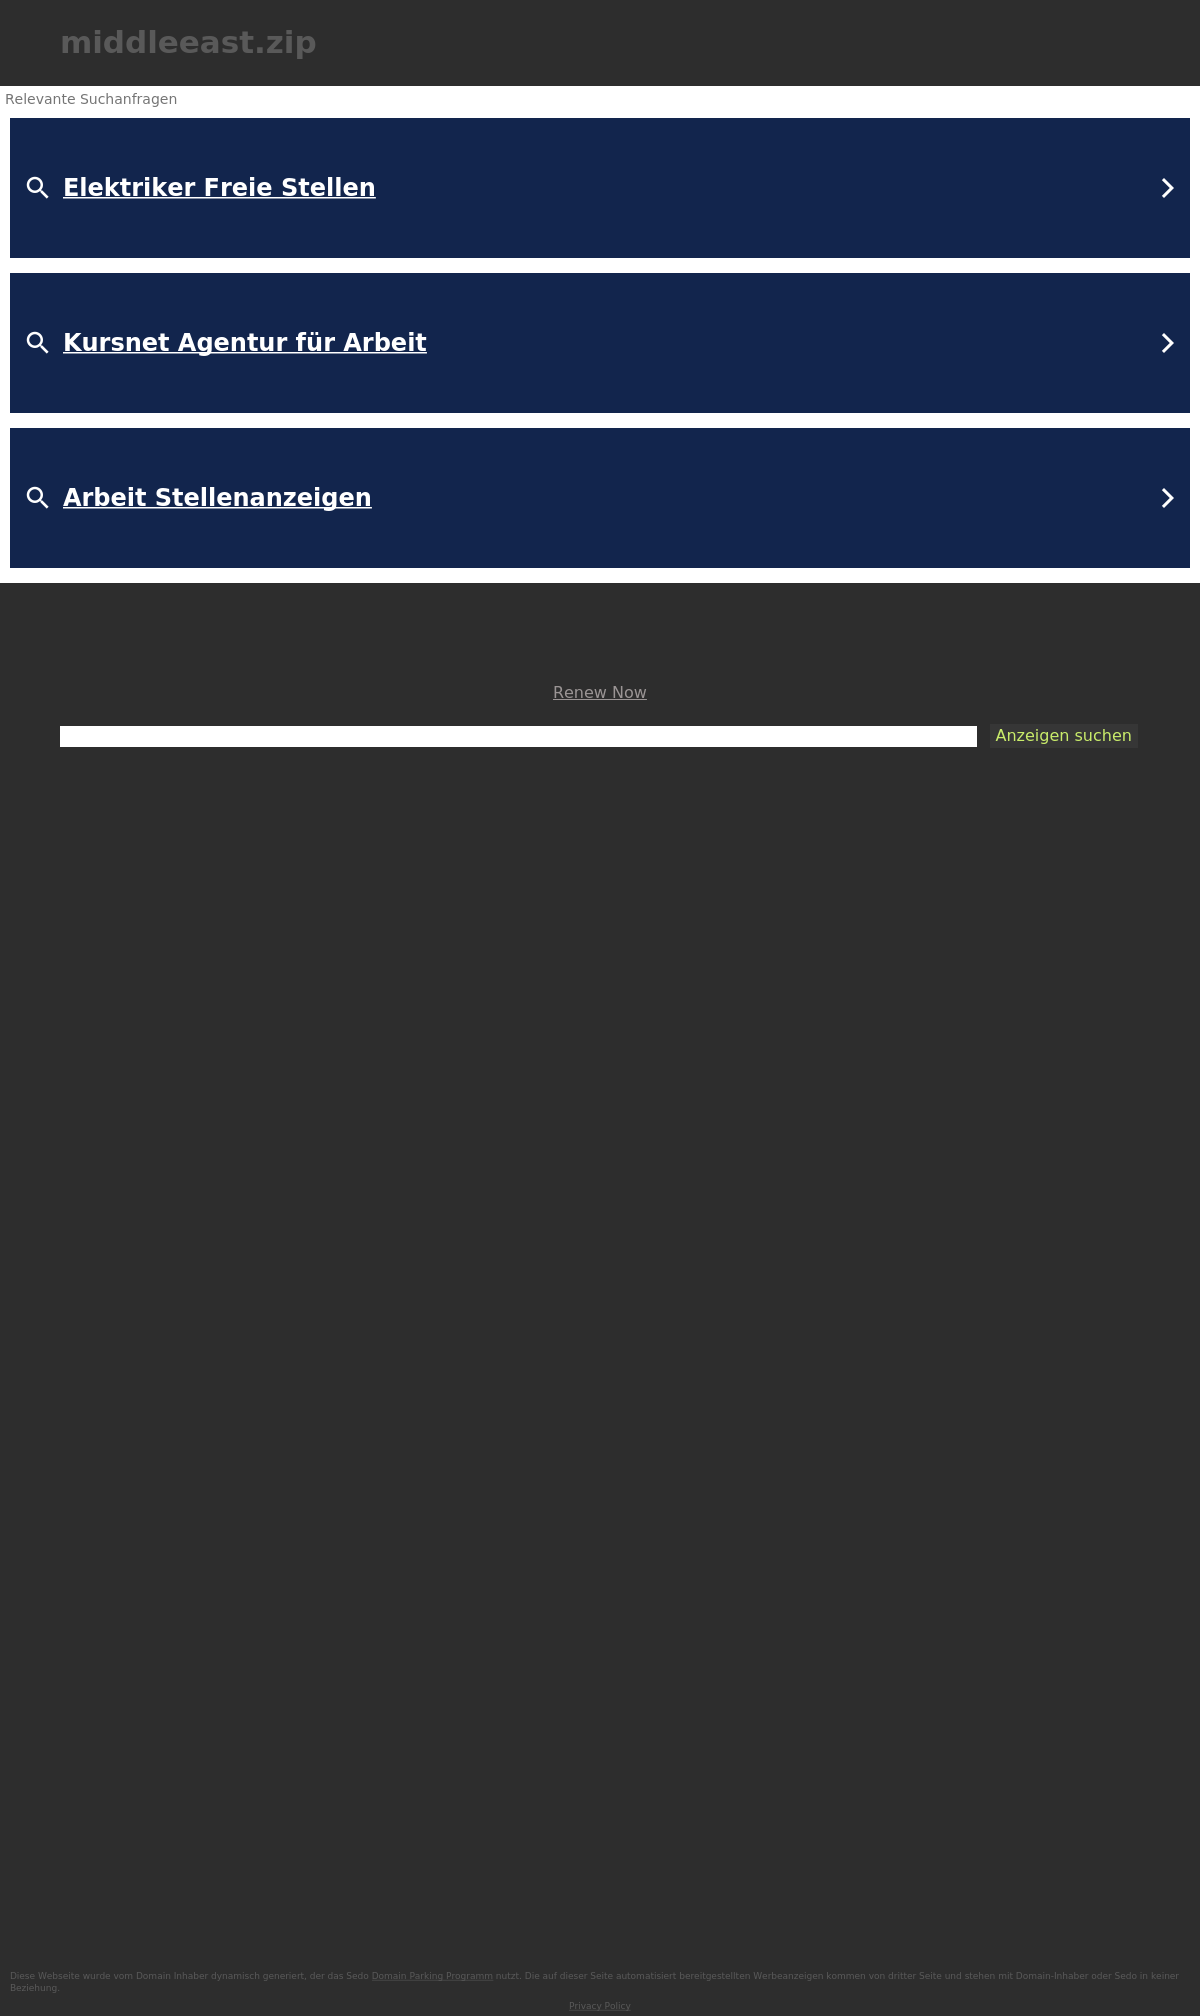 middleeast.zip
Relevante Suchanfragen
Elektriker Freie Stellen
Kursnet Agentur für Arbeit
Arbeit Stellenanzeigen
Renew Now
Anzeigen suchen
Diese Webseite wurde vom Domain Inhaber dynamisch generiert, der das Sedo Domain Parking Programm nutzt. Die auf dieser Seite automatisiert bereitgestellten Werbeanzeigen kommen von dritter Seite und stehen mit Domain-Inhaber oder Sedo in keiner
Beziehung.
Privacy Policy